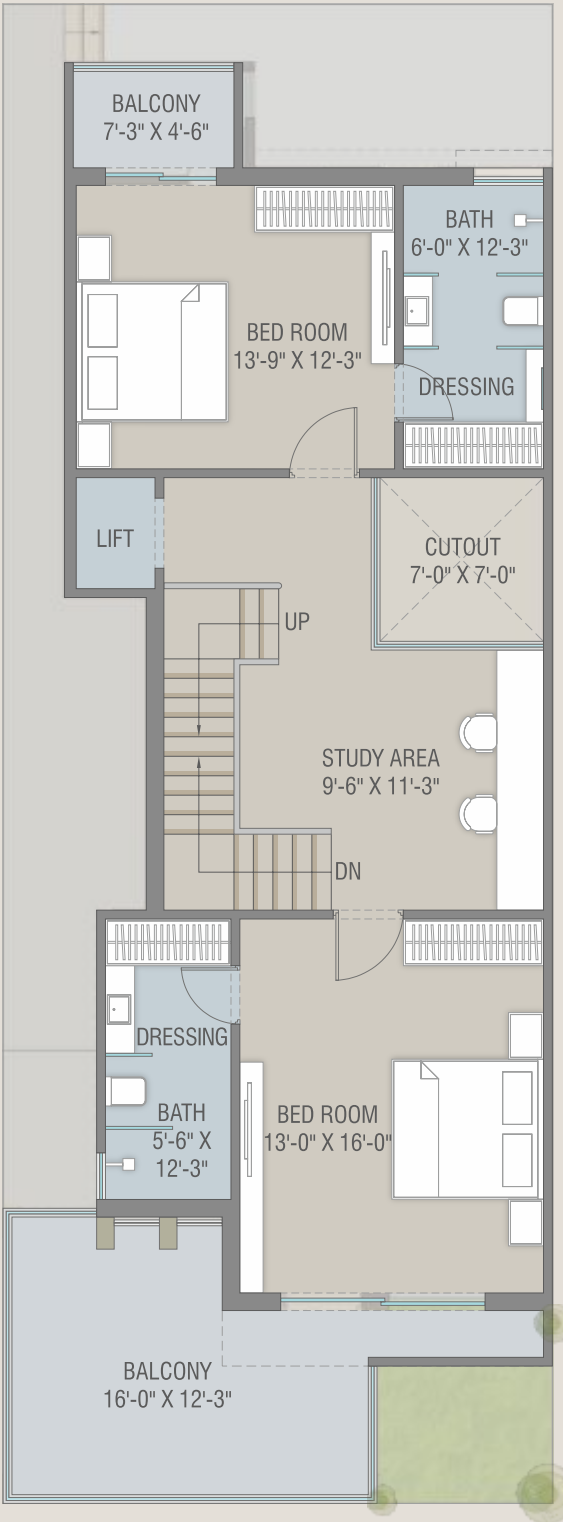 BALCONY
7'-3" X 4'-6"
BATH
6'-0" X 12'-3"
BED ROOM
13'-9" X 12'-3"
DRESSING
LIFT
CUTOUT
7'-0" X 7'-0"
UP
STUDY AREA
9'-6" X 11'-3"
DN
DRESSING
BATH
5'-6" X
12'-3"
BED ROOM
13'-0" X 16'-0"
BALCONY
16'-0" X 12'-3"